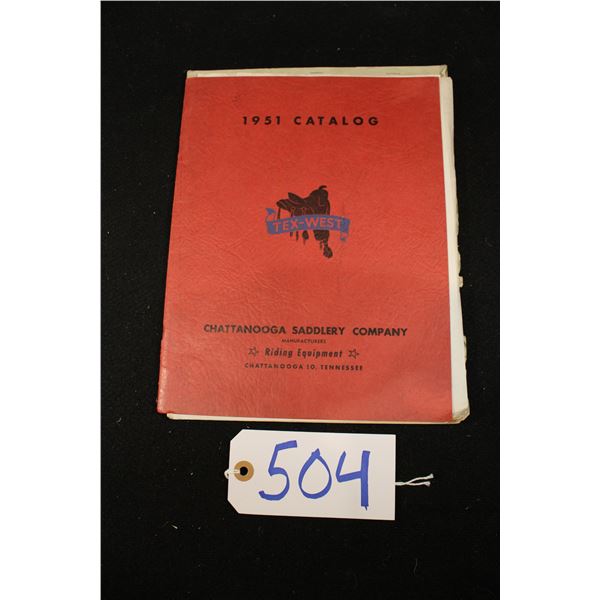 1951 CATALOG
TEX-WEST
CHATTANOOGA SADDLERY COMPANY
MANUFACTURERS
Riding Equipment
CHATTANOOGA 10, TENNESSEE
504